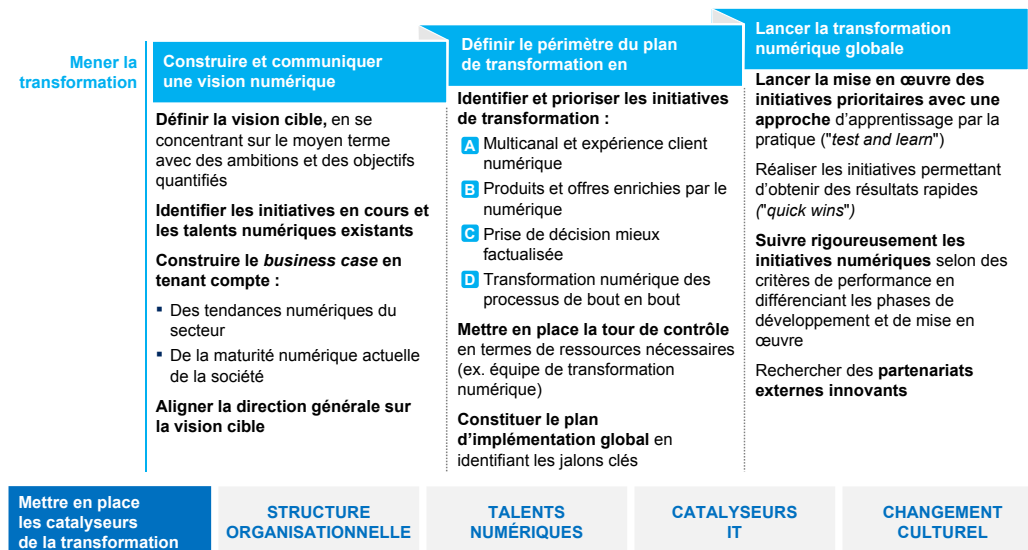 Mener la
transformation
Construire et communiquer
une vision numérique
Définir la vision cible, en se
concentrant sur le moyen terme
avec des ambitions et des objectifs
quantifiés
Identifier les initiatives en cours et
les talents numériques existants
Construire le business case en
tenant compte :
▪ Des tendances numériques du
secteur
▪ De la maturité numérique actuelle
de la société
Aligner la direction générale sur
la vision cible
Définir le périmètre du plan
de transformation en
Identifier et prioriser les initiatives
de transformation :
A Multicanal et expérience client
numérique
B Produits et offres enrichies par le
numérique
C Prise de décision mieux
factualisée
D Transformation numérique des
processus de bout en bout
Mettre en place la tour de contrôle
en termes de ressources nécessaires
(ex. équipe de transformation
numérique)
Constituer le plan
d'implémentation global en
identifiant les jalons clés
Lancer la transformation
numérique globale
Lancer la mise en œuvre des
initiatives prioritaires avec une
approche d'apprentissage par la
pratique ("test and learn")
Réaliser les initiatives permettant
d'obtenir des résultats rapides
("quick wins")
Suivre rigoureusement les
initiatives numériques selon des
critères de performance en
différenciant les phases de
développement et de mise en
œuvre
Rechercher des partenariats
externes innovants
Mettre en place
les catalyseurs
de la transformation
STRUCTURE
ORGANISATIONNELLE
TALENTS
NUMÉRIQUES
CATALYSEURS
IT
CHANGEMENT
CULTUREL